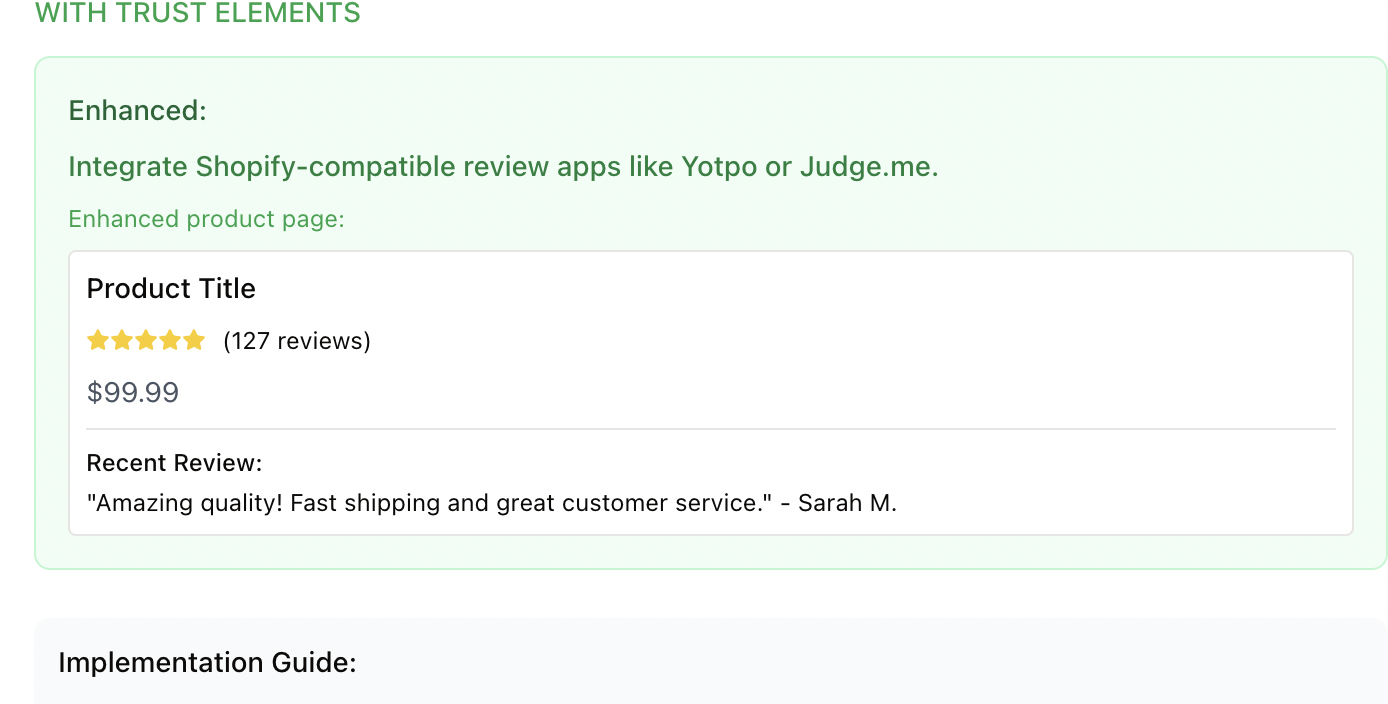 WITH TRUST ELEMENTS
Enhanced:
Integrate Shopify-compatible review apps like Yotpo or Judge.me.
Enhanced product page:
Product Title
(127 reviews)
$99.99
Recent Review:
"Amazing quality! Fast shipping and great customer service." - Sarah M.
Implementation Guide: